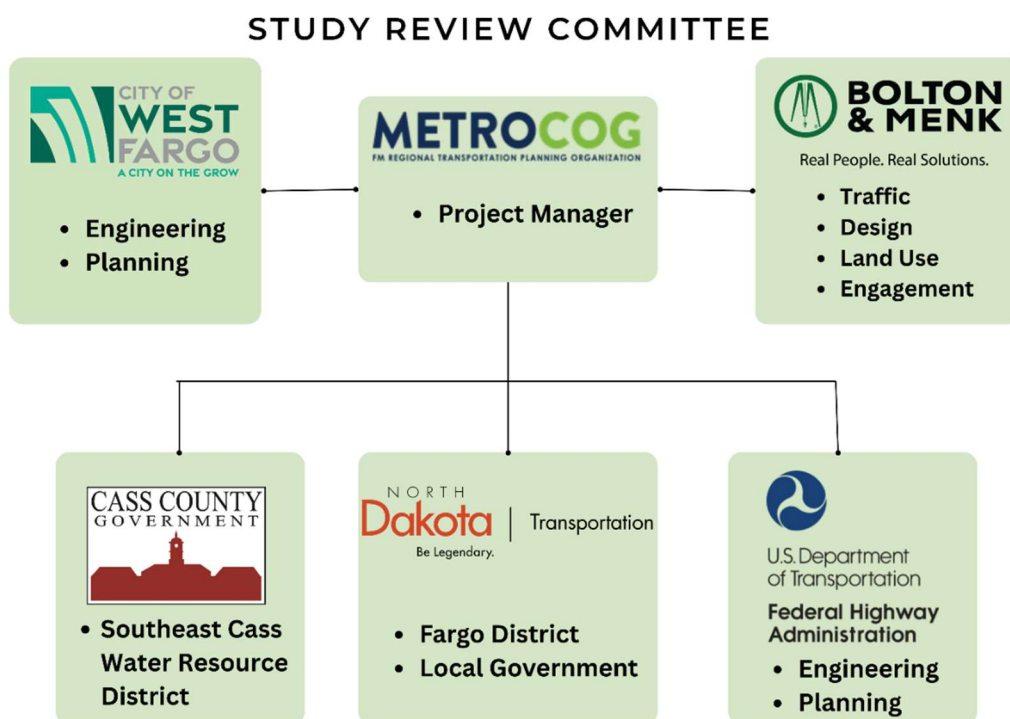 STUDY REVIEW COMMITTEE
CITY OF
WEST
FARGO
A CITY ON THE GROW
• Engineering
• Planning
METROCOG
FM REGIONAL TRANSPORTATION PLANNING ORGANIZATION
• Project Manager
BOLTON
& MENK
Real People. Real Solutions.
• Traffic
• Design
• Land Use
• Engagement
CASS COUNTY
GOVERNMENT
• Southeast Cass
Water Resource
District
NORTH
Dakota
Be Legendary.
Transportation
• Fargo District
• Local Government
U.S. Department
of Transportation
Federal Highway
Administration
• Engineering
• Planning